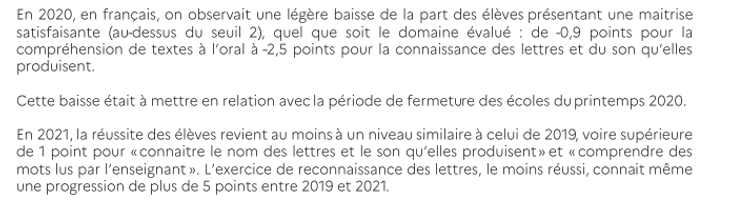 En 2020, en français, on observait une légère baisse de la part des élèves présentant une maitrise
satisfaisante (au-dessus du seuil 2), quel que soit le domaine évalué : de -0,9 points pour la
compréhension de textes à l'oral à -2,5 points pour la connaissance des lettres et du son qu'elles
produisent.
Cette baisse était à mettre en relation avec la période de fermeture des écoles du printemps 2020.
En 2021, la réussite des élèves revient au moins à un niveau similaire à celui de 2019, voire supérieure
de 1 point pour « connaitre le nom des lettres et le son qu'elles produisent » et « comprendre des
mots lus par l'enseignant ». L'exercice de reconnaissance des lettres, le moins réussi, connait même
une progression de plus de 5 points entre 2019 et 2021.